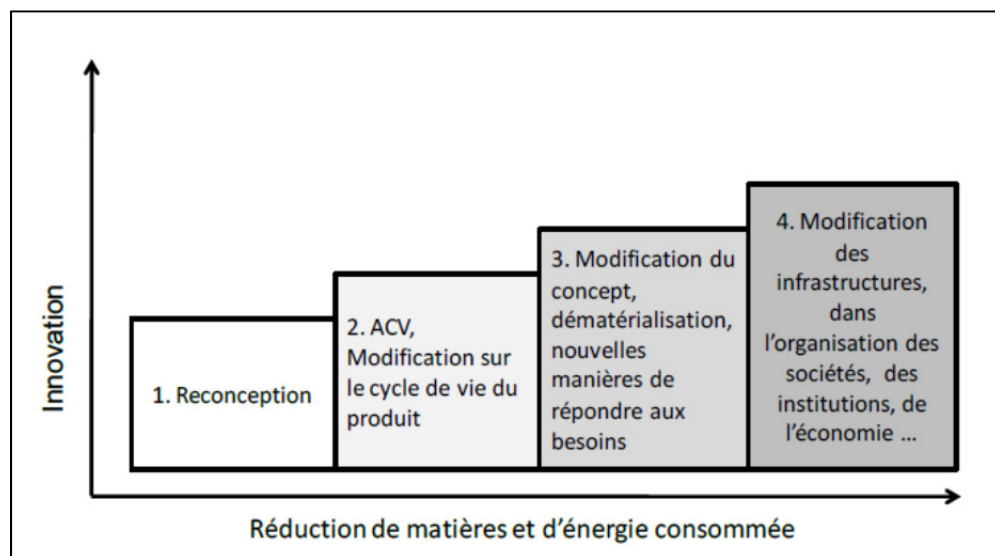 Innovation
1. Reconception
2. ACV,
Modification sur
le cycle de vie du
produit
3. Modification du
concept,
dématérialisation,
nouvelles
manières de
répondre aux
besoins
4. Modification
des
infrastructures,
dans
l’organisation des
sociétés, des
institutions, de
l’économie ...
Réduction de matières et d’énergie consommée